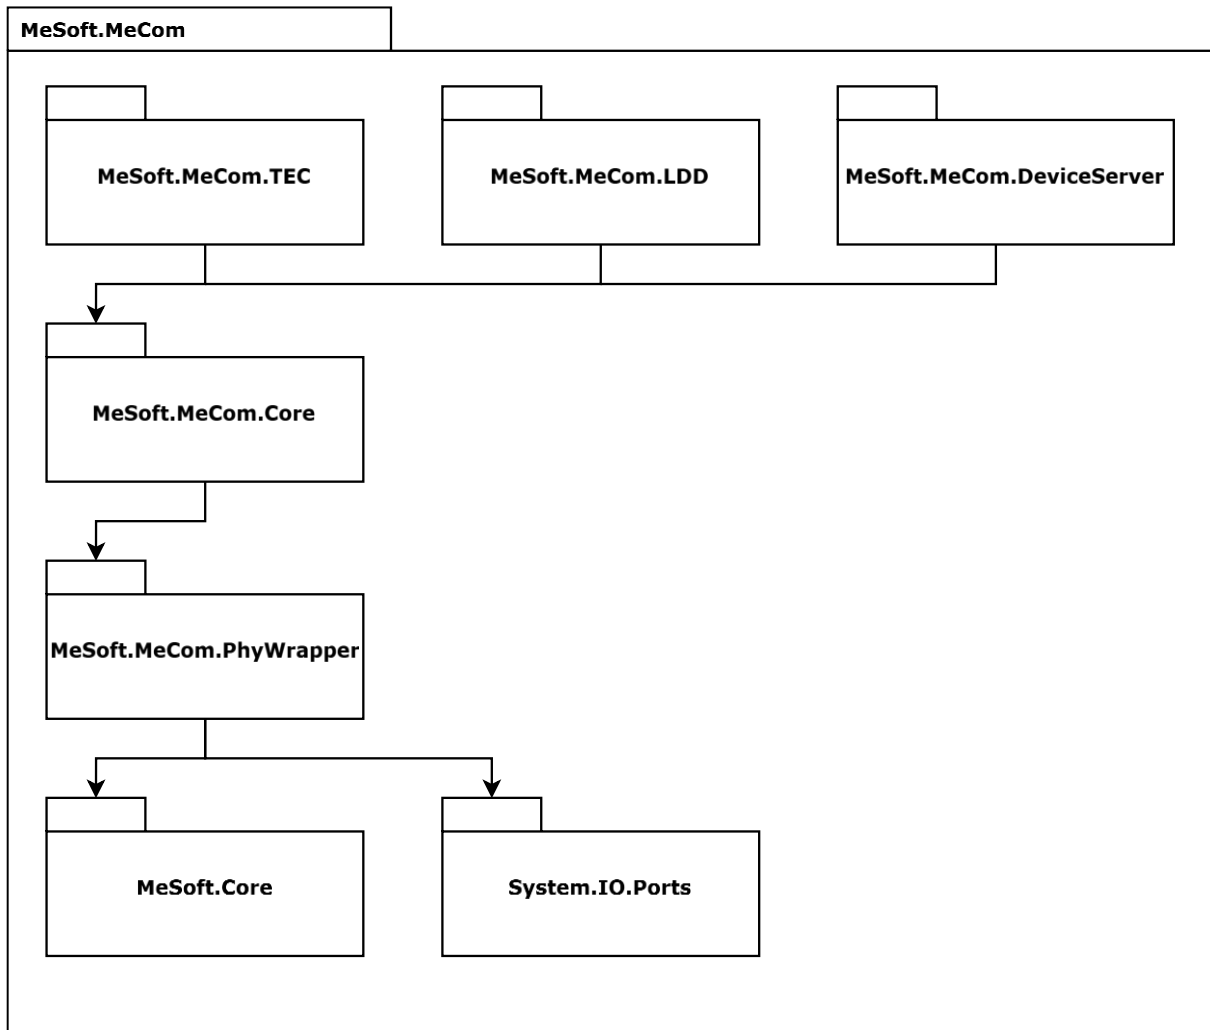 MeSoft.MeCom
MeSoft.MeCom.TEC
MeSoft.MeCom.LDD
MeSoft.MeCom.DeviceServer
MeSoft.MeCom.Core
MeSoft.MeCom.PhyWrapper
MeSoft.Core
System.IO.Ports